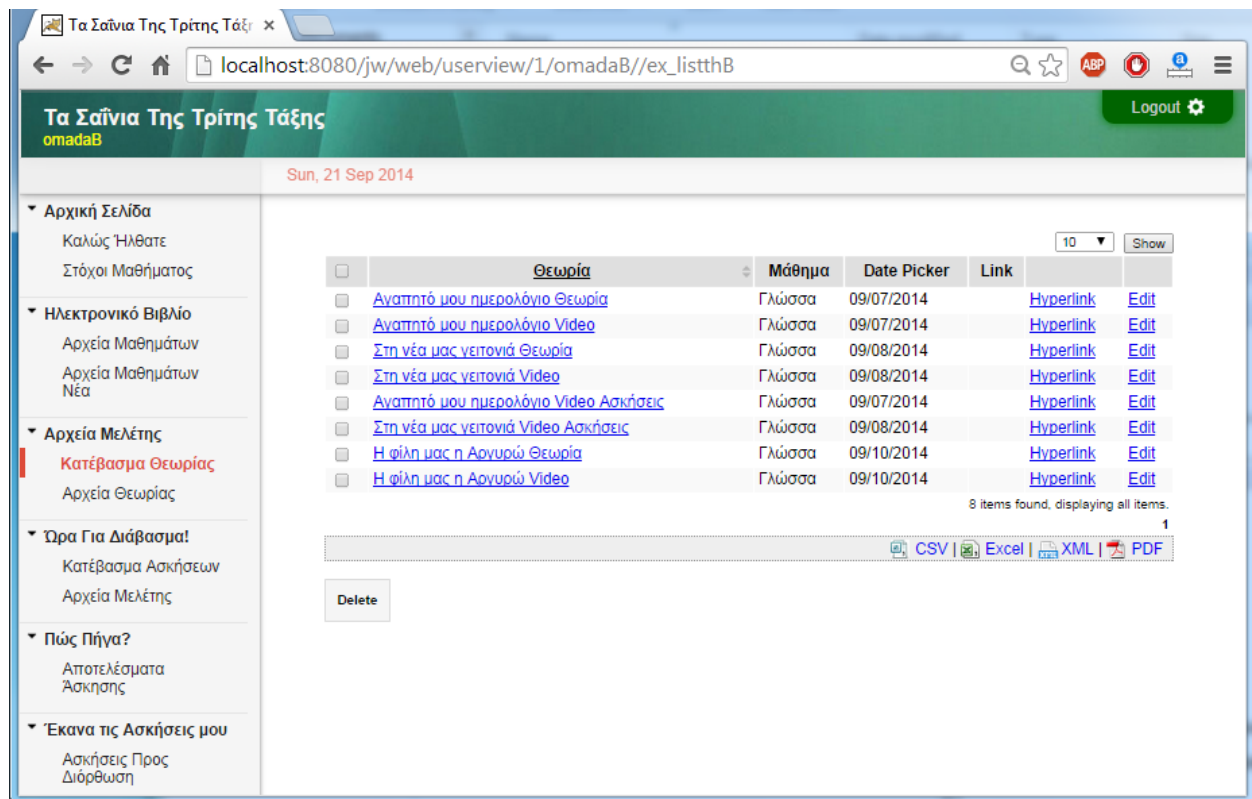 Τα Σαΐνια Της Τρίτης Τάξη
localhost:8080/jw/web/userview/1/omadaB//ex_listthB
ABP
a
Τα Σαΐνια Της Τρίτης Τάξης
omadaB
Logout
Sun, 21 Sep 2014
Αρχική Σελίδα
Καλώς Ήλθατε
Στόχοι Μαθήματος
Ηλεκτρονικό Βιβλίο
Αρχεία Μαθημάτων
Αρχεία Μαθημάτων
Νέα
Αρχεία Μελέτης
Κατέβασμα Θεωρίας
Αρχεία Θεωρίας
Ώρα Για Διάβασμα!
Κατέβασμα Ασκήσεων
Αρχεία Μελέτης
Πώς Πήγα?
Αποτελέσματα
Άσκησης
Έκανα τις Ασκήσεις μου
Ασκήσεις Προς
Διόρθωση
10 Show
Θεωρία Μάθημα Date Picker Link
Αγαπητό μου ημερολόγιο Θεωρία Γλώσσα 09/07/2014 Hyperlink Edit
Αγαπητό μου ημερολόγιο Video Γλώσσα 09/07/2014 Hyperlink Edit
Στη νέα μας γειτονιά Θεωρία Γλώσσα 09/08/2014 Hyperlink Edit
Στη νέα μας γειτονιά Video Γλώσσα 09/08/2014 Hyperlink Edit
Αγαπητό μου ημερολόγιο Video Ασκήσεις Γλώσσα 09/07/2014 Hyperlink Edit
Στη νέα μας γειτονιά Video Ασκήσεις Γλώσσα 09/08/2014 Hyperlink Edit
Η φίλη μας η Αργυρώ Θεωρία Γλώσσα 09/10/2014 Hyperlink Edit
Η φίλη μας η Αργυρώ Video Γλώσσα 09/10/2014 Hyperlink Edit
8 items found, displaying all items.
1
CSV | Excel | XML | PDF
Delete